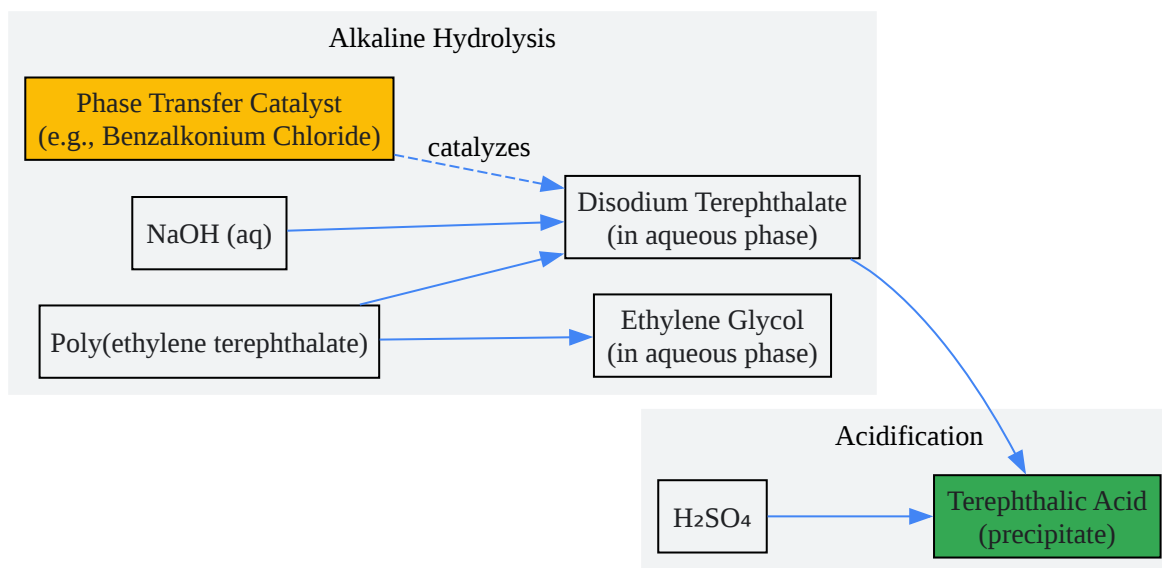 Alkaline Hydrolysis
Phase Transfer Catalyst
(e.g., Benzalkonium Chloride)
catalyzes
Disodium Terephthalate
(in aqueous phase)
NaOH (aq)
Poly(ethylene terephthalate)
Ethylene Glycol
(in aqueous phase)
Acidification
H₂SO₄
Terephthalic Acid
(precipitate)